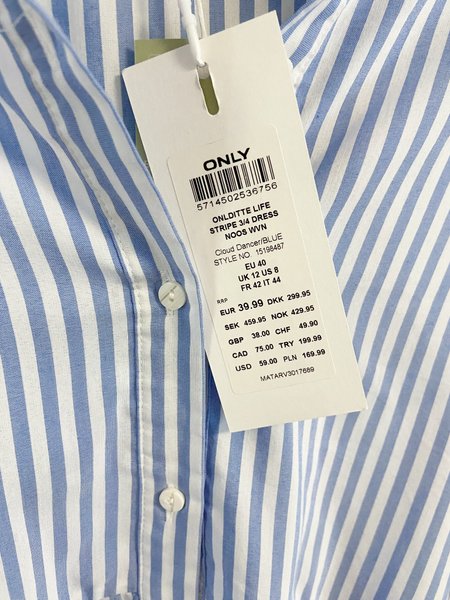 ONLY
5714502536756
ONLDITTE LIFE
STRIPE 3/4 DRESS
NOOS WVN
Cloud Dancer/BLUE
STYLE NO. 15198487
EU 40
UK 12 US 8
FR 42 IT 44
RRP
EUR 39.99 DKK 299.95
SEK 459.95 NOK 429.95
GBP 38.00 CHF 49.90
CAD 75.00 TRY 199.99
USD 59.00 PLN 169.99
MATARV3017689